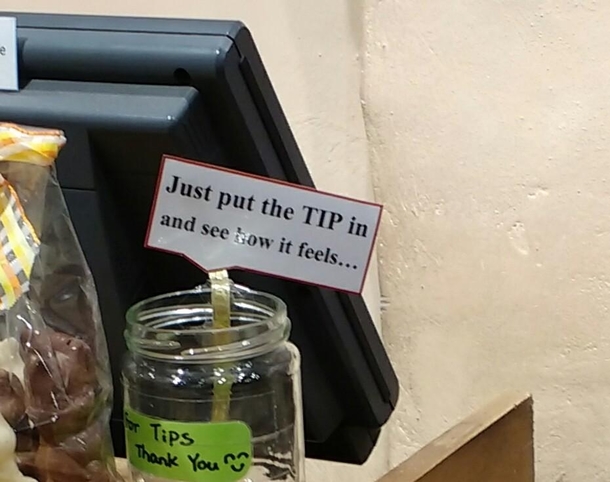 Just put the TIP in
and see how it feels...
For Tips
Thank You